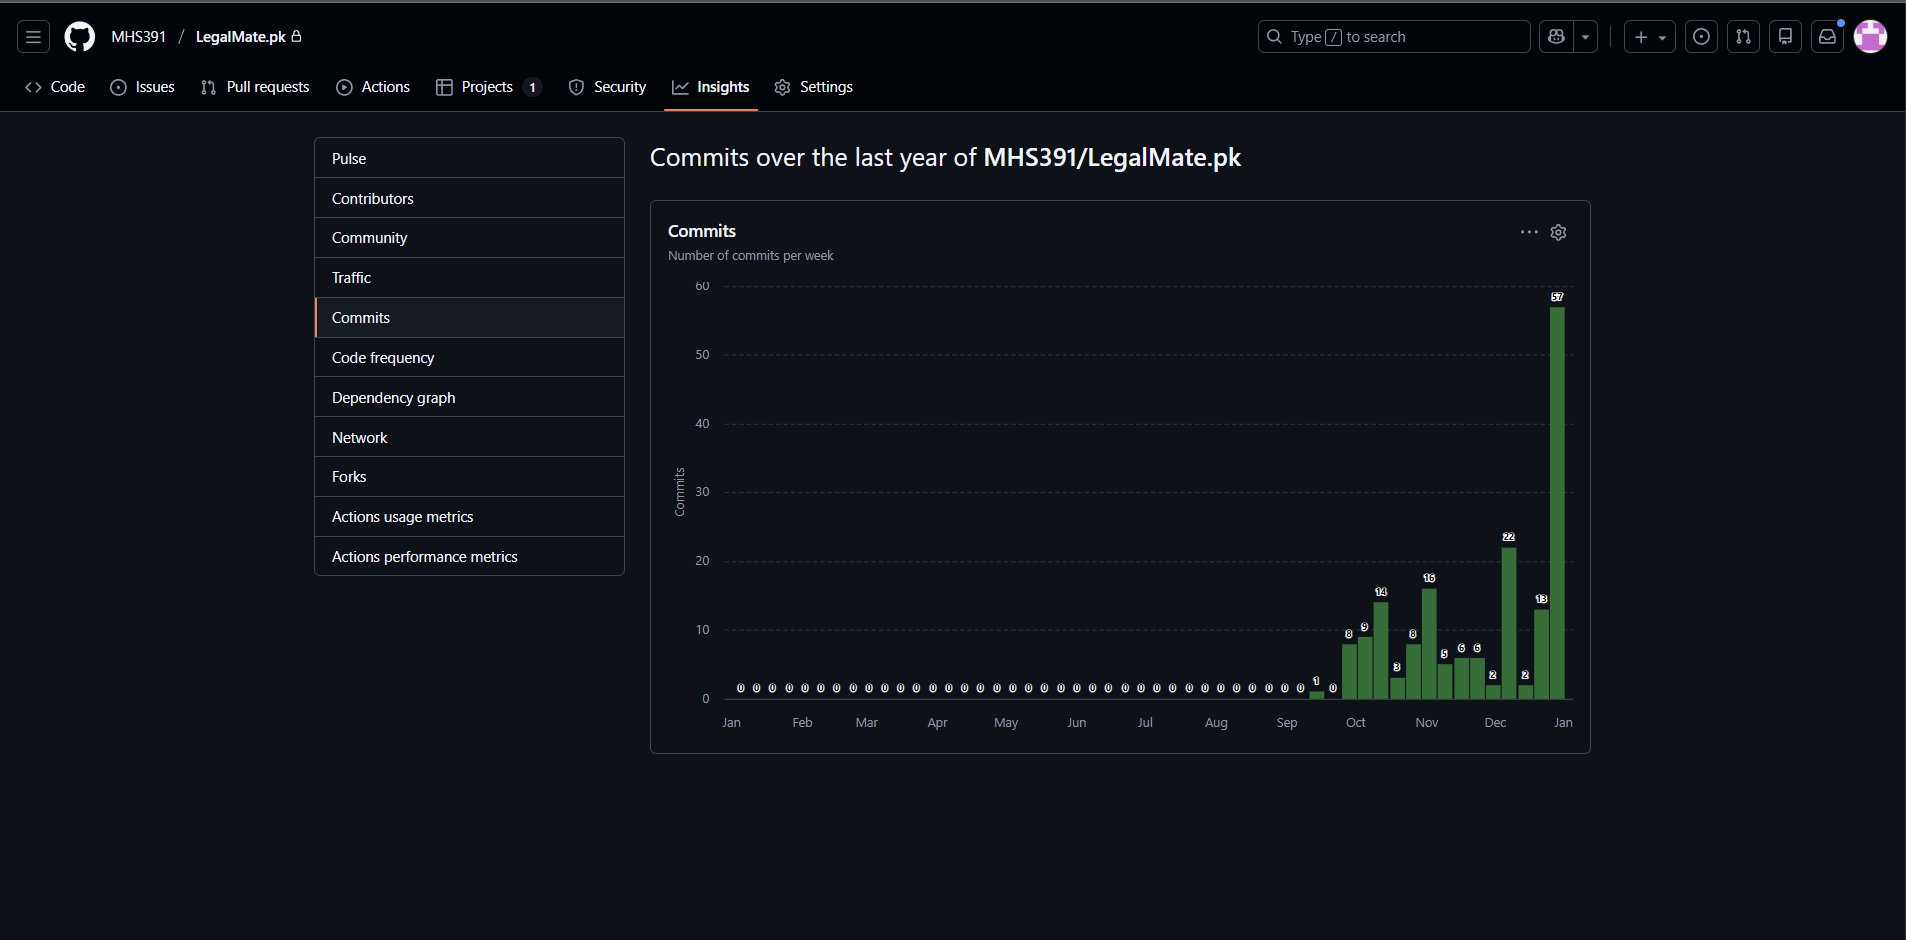 MHS391 / LegalMate.pk
Type / to search
Code
Issues
Pull requests
Actions
Projects 1
Security
Insights
Settings
Pulse
Contributors
Community
Traffic
Commits
Code frequency
Dependency graph
Network
Forks
Actions usage metrics
Actions performance metrics
Commits over the last year of MHS391/LegalMate.pk
Commits
Number of commits per week
Commits
60
50
40
30
20
10
0
0 0 0 0 0 0 0 0 0 0 0 0 0 0 0 0 0 0 0 0 0 0 0 0 0 0 0 0 0 0 0 0 0 0 0 0 1 0 8 9 14 3 8 16 5 6 6 2 22 2 13 57
Jan Feb Mar Apr May Jun Jul Aug Sep Oct Nov Dec Jan